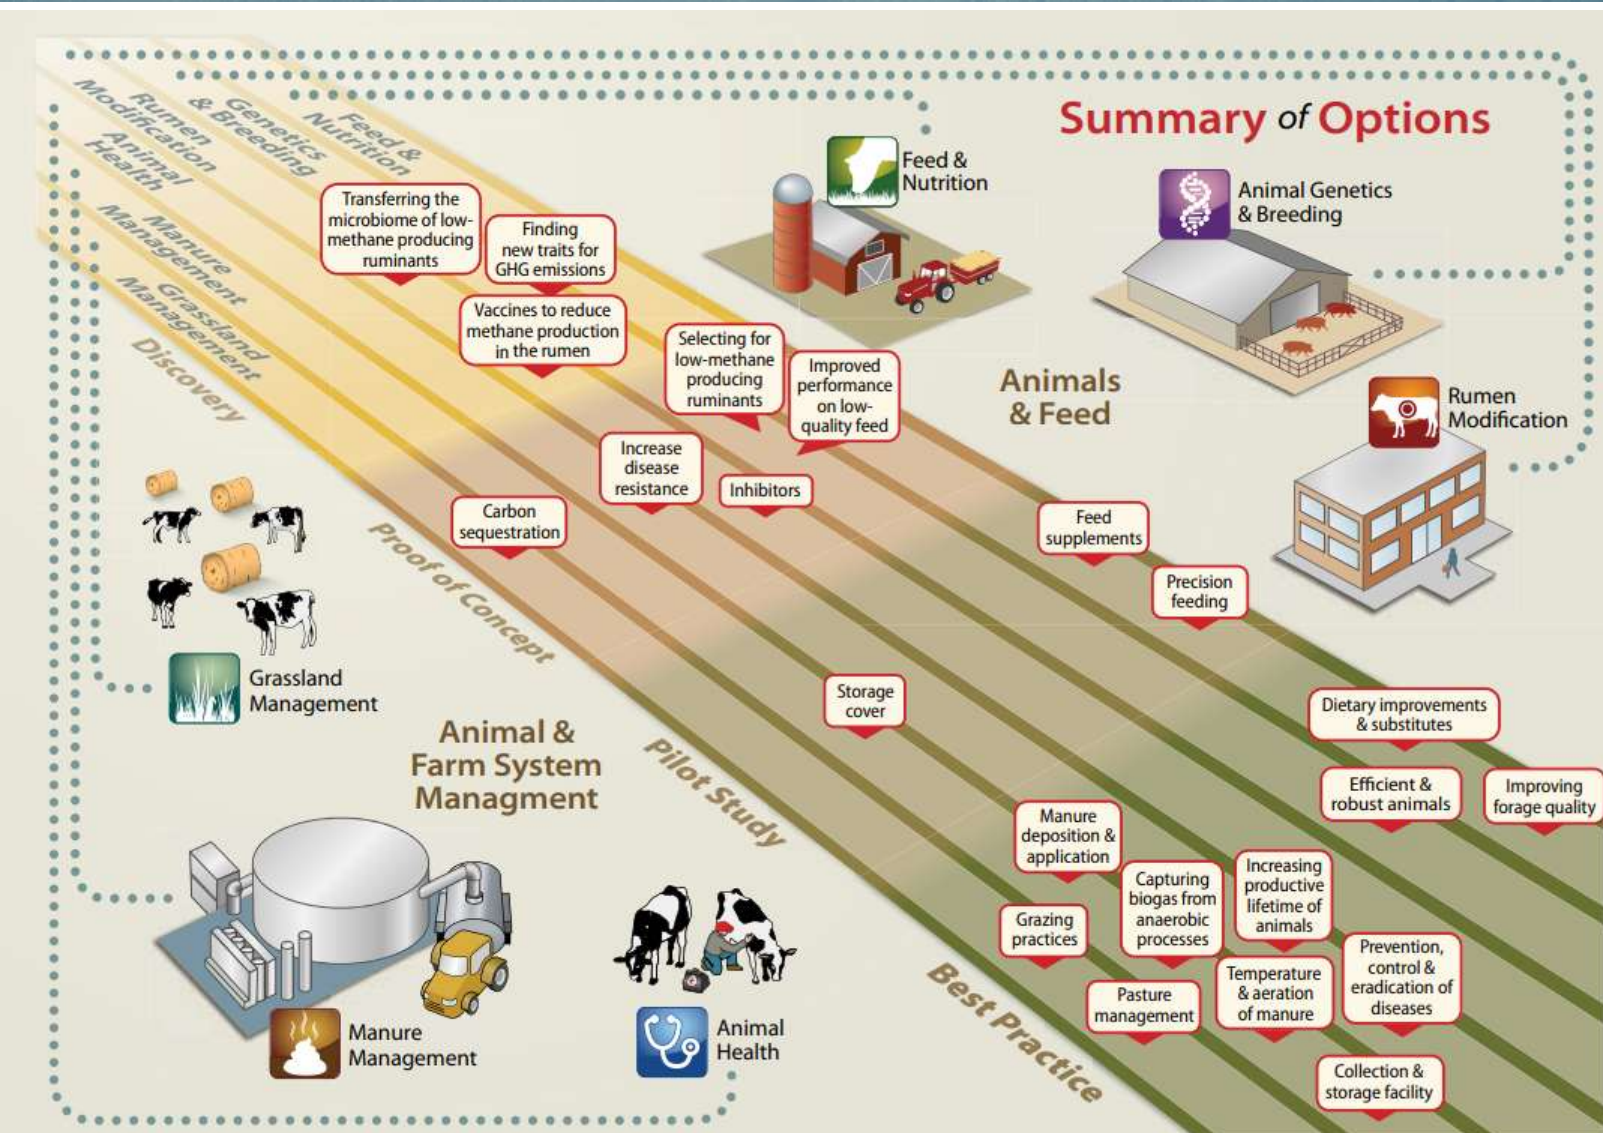 Summary of Options
Feed &
Nutrition
Genetics
& Breeding
Rumen
Modification
Animal
Health
Manure
Management
Grassland
Management
Discovery
Proof of Concept
Pilot Study
Best Practice
Transferring the
microbiome of low-
methane producing
ruminants
Finding
new traits for
GHG emissions
Vaccines to reduce
methane production
in the rumen
Selecting for
low-methane
producing
ruminants
Improved
performance
on low-
quality feed
Increase
disease
resistance
Inhibitors
Carbon
sequestration
Feed
supplements
Precision
feeding
Storage
cover
Dietary improvements
& substitutes
Efficient &
robust animals
Improving
forage quality
Manure
deposition &
application
Capturing
biogas from
anaerobic
processes
Increasing
productive
lifetime of
animals
Grazing
practices
Prevention,
control &
eradication of
diseases
Temperature
& aeration
of manure
Pasture
management
Collection &
storage facility
Feed &
Nutrition
Animal Genetics
& Breeding
Animals
& Feed
Rumen
Modification
Grassland
Management
Animal &
Farm System
Managment
Manure
Management
Animal
Health